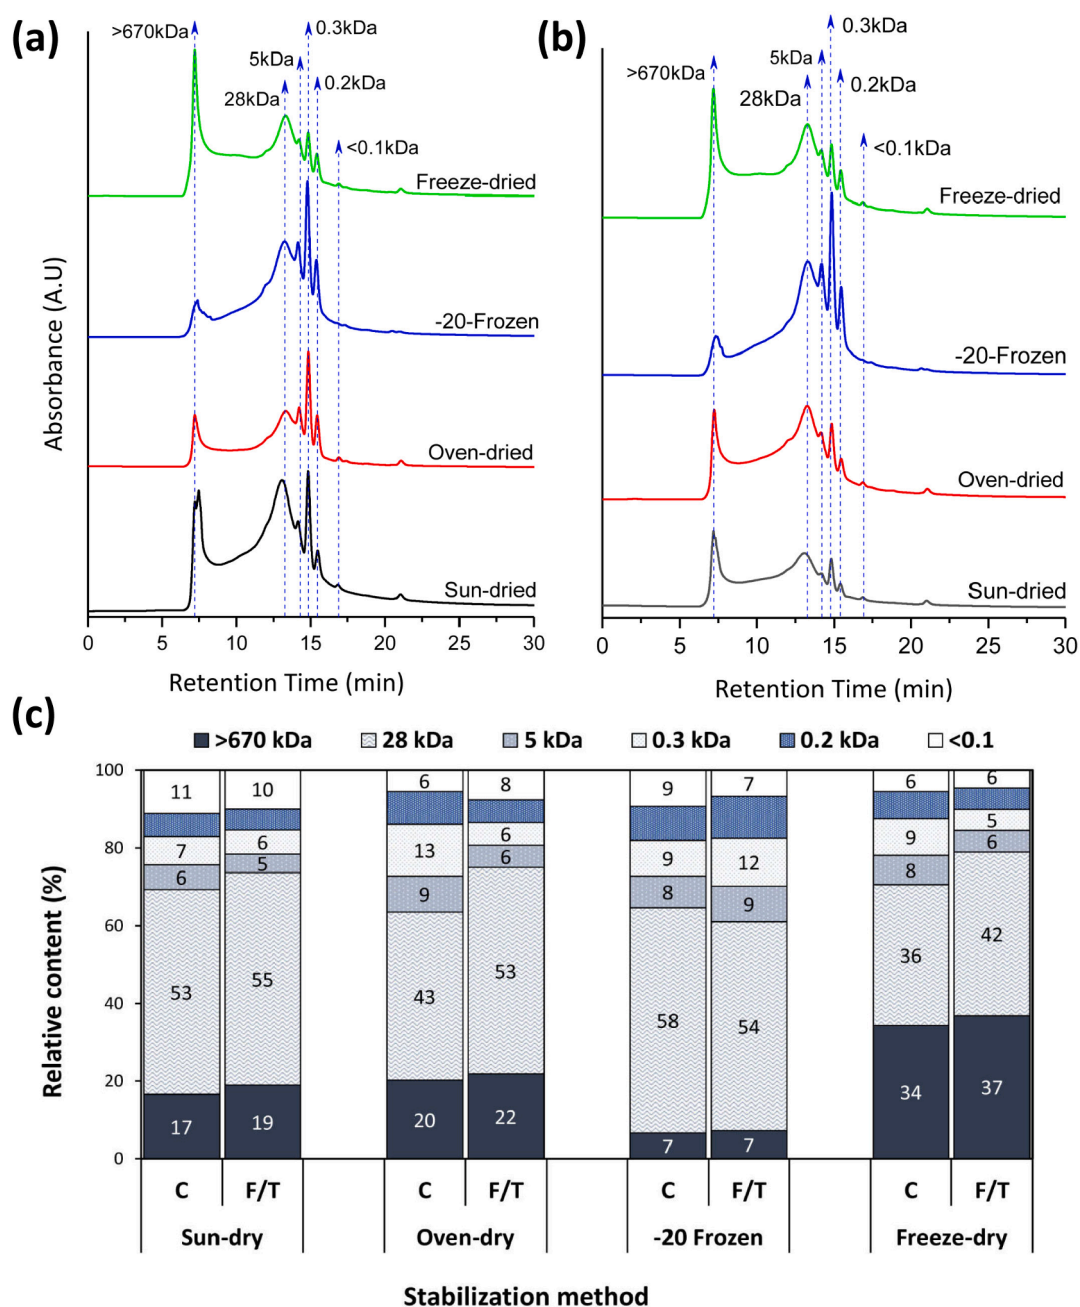 (a)
>670kDa
0.3kDa
5kDa
0.2kDa
28kDa
<0.1kDa
Freeze-dried
-20-Frozen
Oven-dried
Sun-dried
Absorbance (A.U)
0 5 10 15 20 25 30
Retention Time (min)
(b)
0.3kDa
5kDa
>670kDa
0.2kDa
28kDa
<0.1kDa
Freeze-dried
-20-Frozen
Oven-dried
Sun-dried
0 5 10 15 20 25 30
Retention Time (min)
(c)
>670 kDa 28 kDa 5 kDa 0.3 kDa 0.2 kDa <0.1
Relative content (%)
100
80
60
40
20
0
11 10 6 8 9 7 6 6
7 6 13 6 9 12 9 5
6 5 9 6 8 9 8 6
53 55 43 53 58 54 36 42
17 19 20 22 7 7 34 37
C F/T C F/T C F/T C F/T
Sun-dry Oven-dry -20 Frozen Freeze-dry
Stabilization method